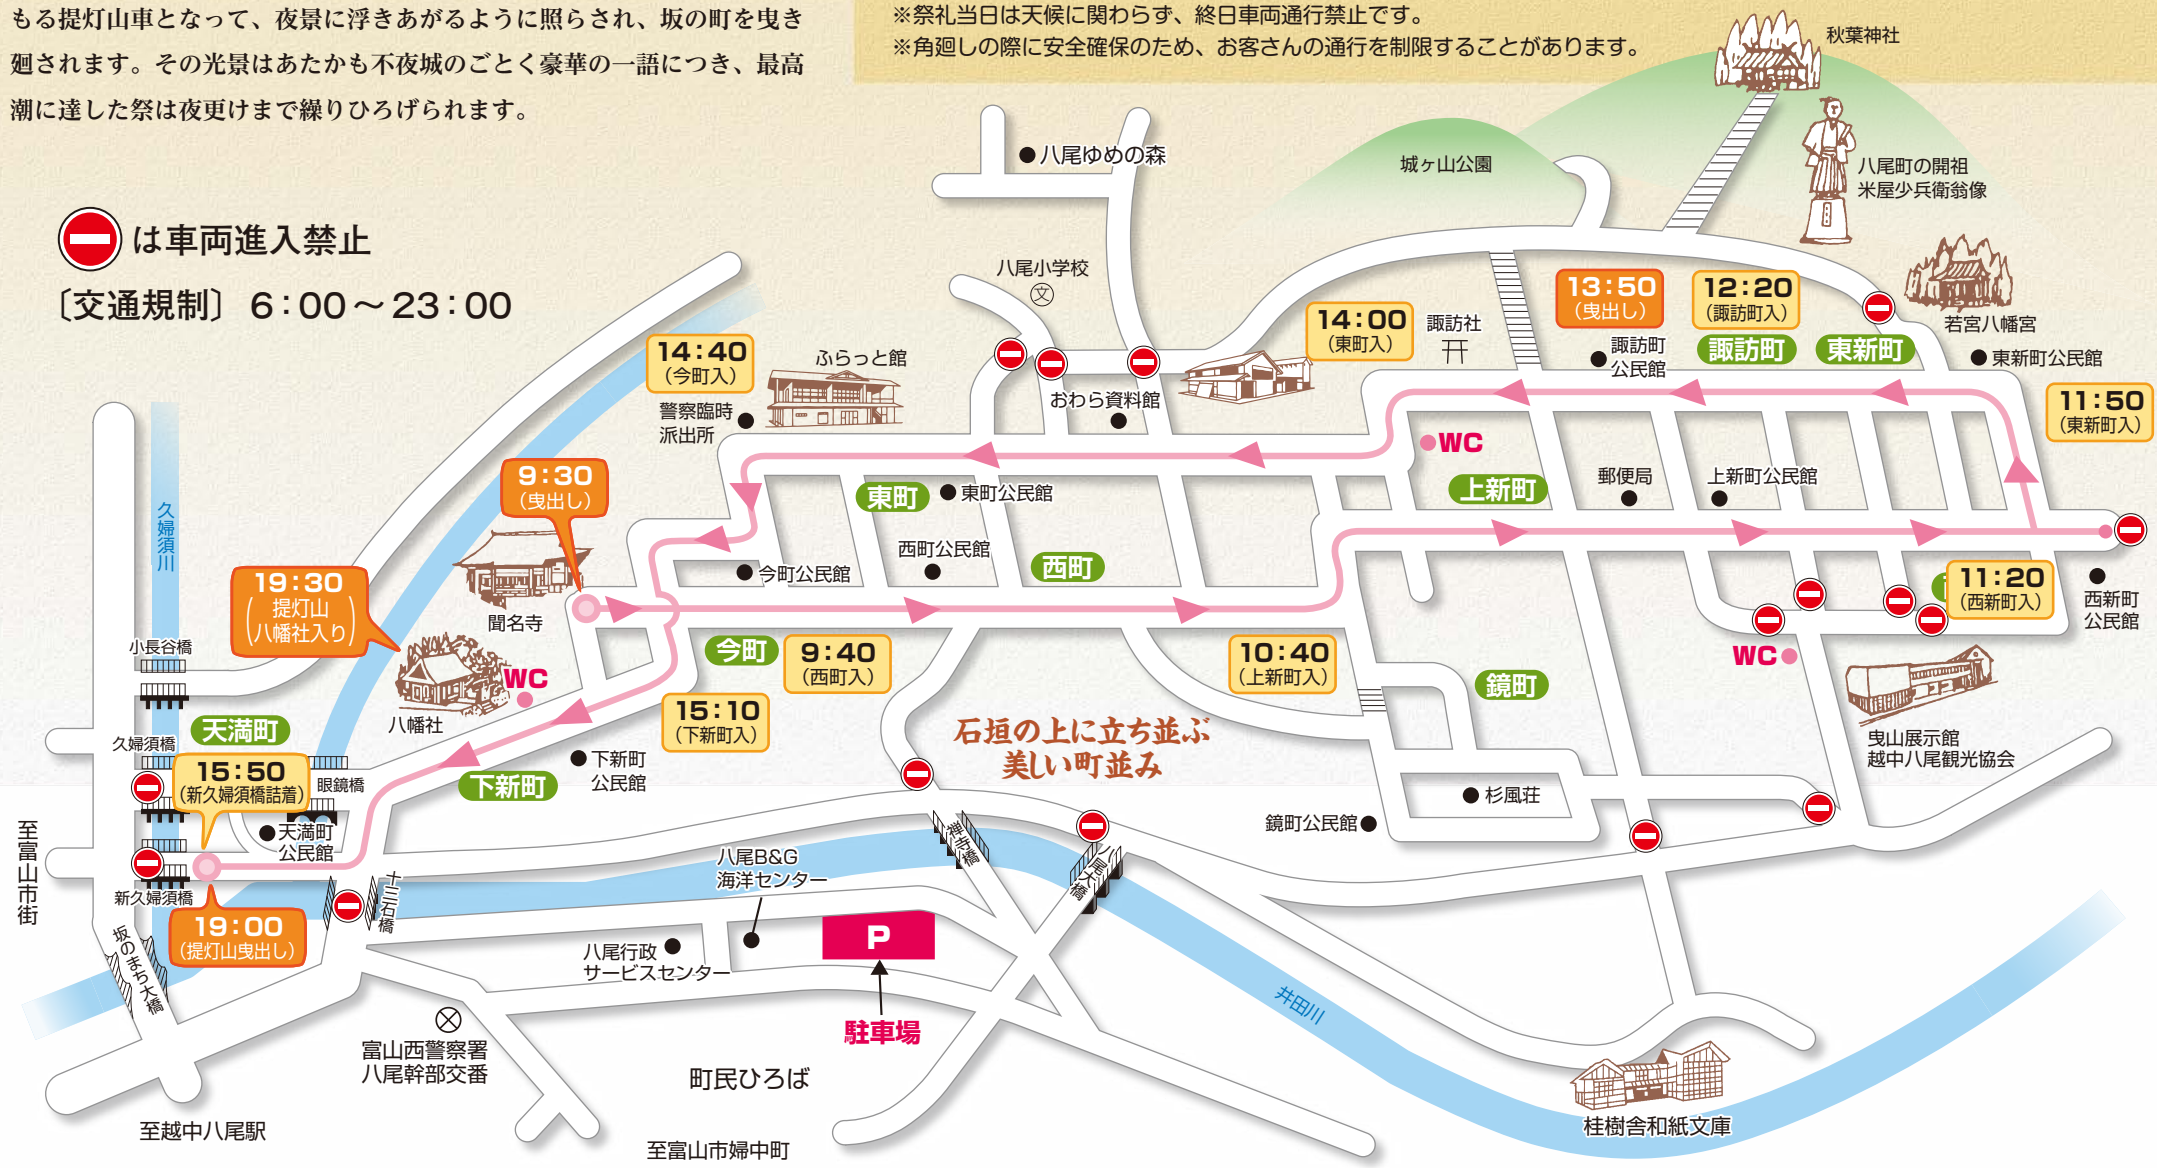 もる提灯山車となって、夜景に浮きあがるように照らされ、坂の町を曳き
廻されます。その光景はあたかも不夜城のごとく豪華の一語につき、最高
潮に達した祭は夜更けまで繰りひろげられます。
※祭礼当日は天候に関わらず、終日車両通行禁止です。
※角廻しの際に安全確保のため、お客さんの通行を制限することがあります。
は車両進入禁止
〔交通規制〕6:00〜23:00
秋葉神社
八尾町の開祖
米屋少兵衛翁像
城ヶ山公園
八尾ゆめの森
八尾小学校
文
若宮八幡宮
東新町公民館
13:50
(曳出し)
12:20
(諏訪町入)
諏訪町
東新町
諏訪町
公民館
諏訪社
14:00
(東町入)
11:50
(東新町入)
14:40
(今町入)
ふらっと館
警察臨時
派出所
おわら資料館
WC
9:30
(曳出し)
東町
東町公民館
上新町
郵便局
上新町公民館
久婦須川
聞名寺
今町公民館
西町公民館
西町
11:20
(西新町入)
西新町
公民館
19:30
(提灯山
八幡社入り)
小長谷橋
八幡社
WC
今町
9:40
(西町入)
10:40
(上新町入)
鏡町
WC
曳山展示館
越中八尾観光協会
15:10
(下新町入)
石垣の上に立ち並ぶ
美しい町並み
天満町
久婦須橋
15:50
(新久婦須橋詰着)
眼鏡橋
下新町
下新町
公民館
天満町
公民館
杉風荘
鏡町公民館
至富山市街
新久婦須橋
19:00
(提灯山曳出し)
十三石橋
坂のまち大橋
禅寺橋
八尾大橋
八尾B&G
海洋センター
八尾行政
サービスセンター
P
駐車場
井田川
富山西警察署
八尾幹部交番
町民ひろば
桂樹舎和紙文庫
至越中八尾駅
至富山市婦中町